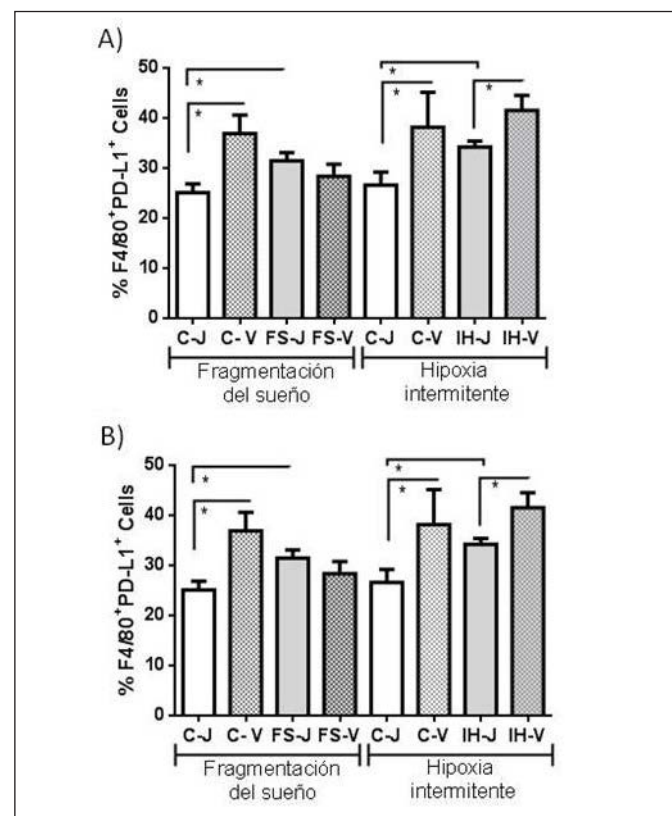 A)
% F4/80+PD-L1+ Cells
50
40
30
20
10
0
* * * * *
C-J C- V FS-J FS-V C-J C-V IH-J IH-V
Fragmentación del sueño
Hipoxia intermitente
B)
% F4/80+PD-L1+ Cells
50
40
30
20
10
0
* * * * *
C-J C- V FS-J FS-V C-J C-V IH-J IH-V
Fragmentación del sueño
Hipoxia intermitente